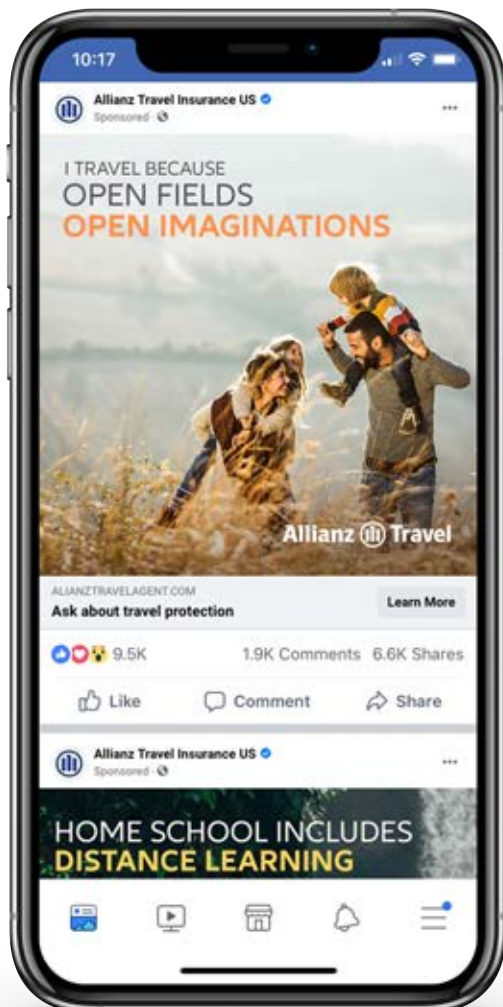 10:17
Allianz Travel Insurance US
Sponsored ·
I TRAVEL BECAUSE
OPEN FIELDS
OPEN IMAGINATIONS
Allianz Travel
ALIANZTRAVELAGENT.COM
Ask about travel protection
Learn More
9.5K 1.9K Comments 6.6K Shares
Like Comment Share
Allianz Travel Insurance US
Sponsored ·
HOME SCHOOL INCLUDES
DISTANCE LEARNING